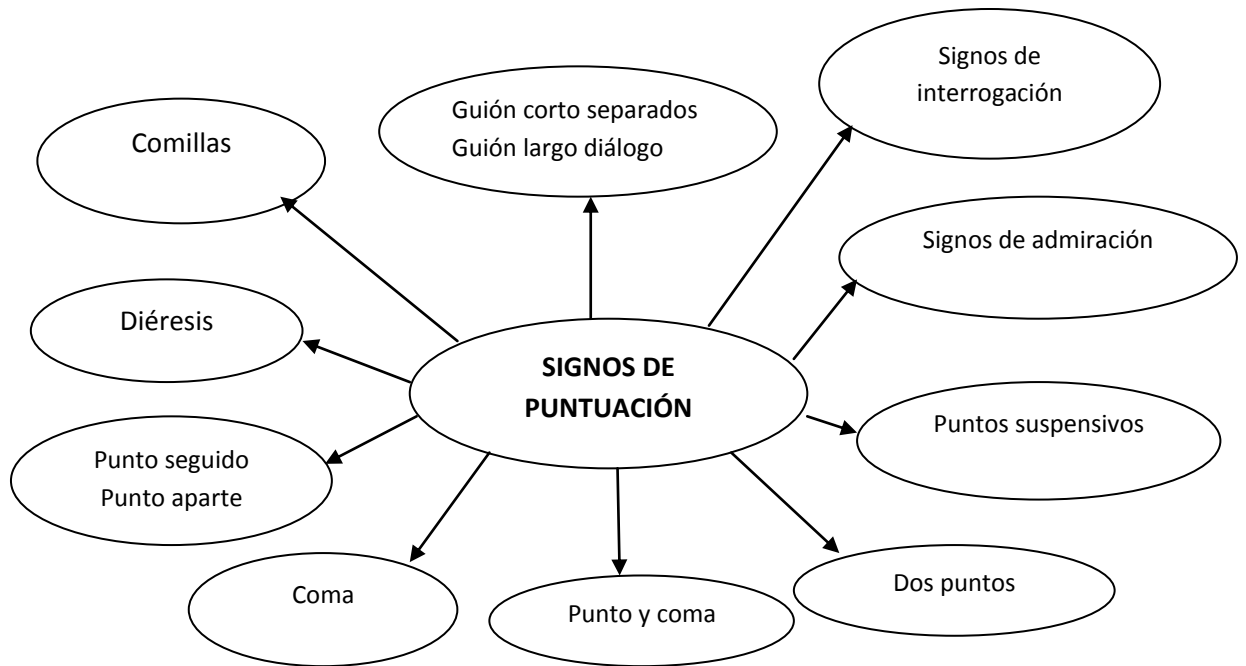 Signos de
interrogación
Guión corto separados
Guión largo diálogo
Comillas
Signos de admiración
Diéresis
SIGNOS DE
PUNTUACIÓN
Puntos suspensivos
Punto seguido
Punto aparte
Dos puntos
Coma
Punto y coma